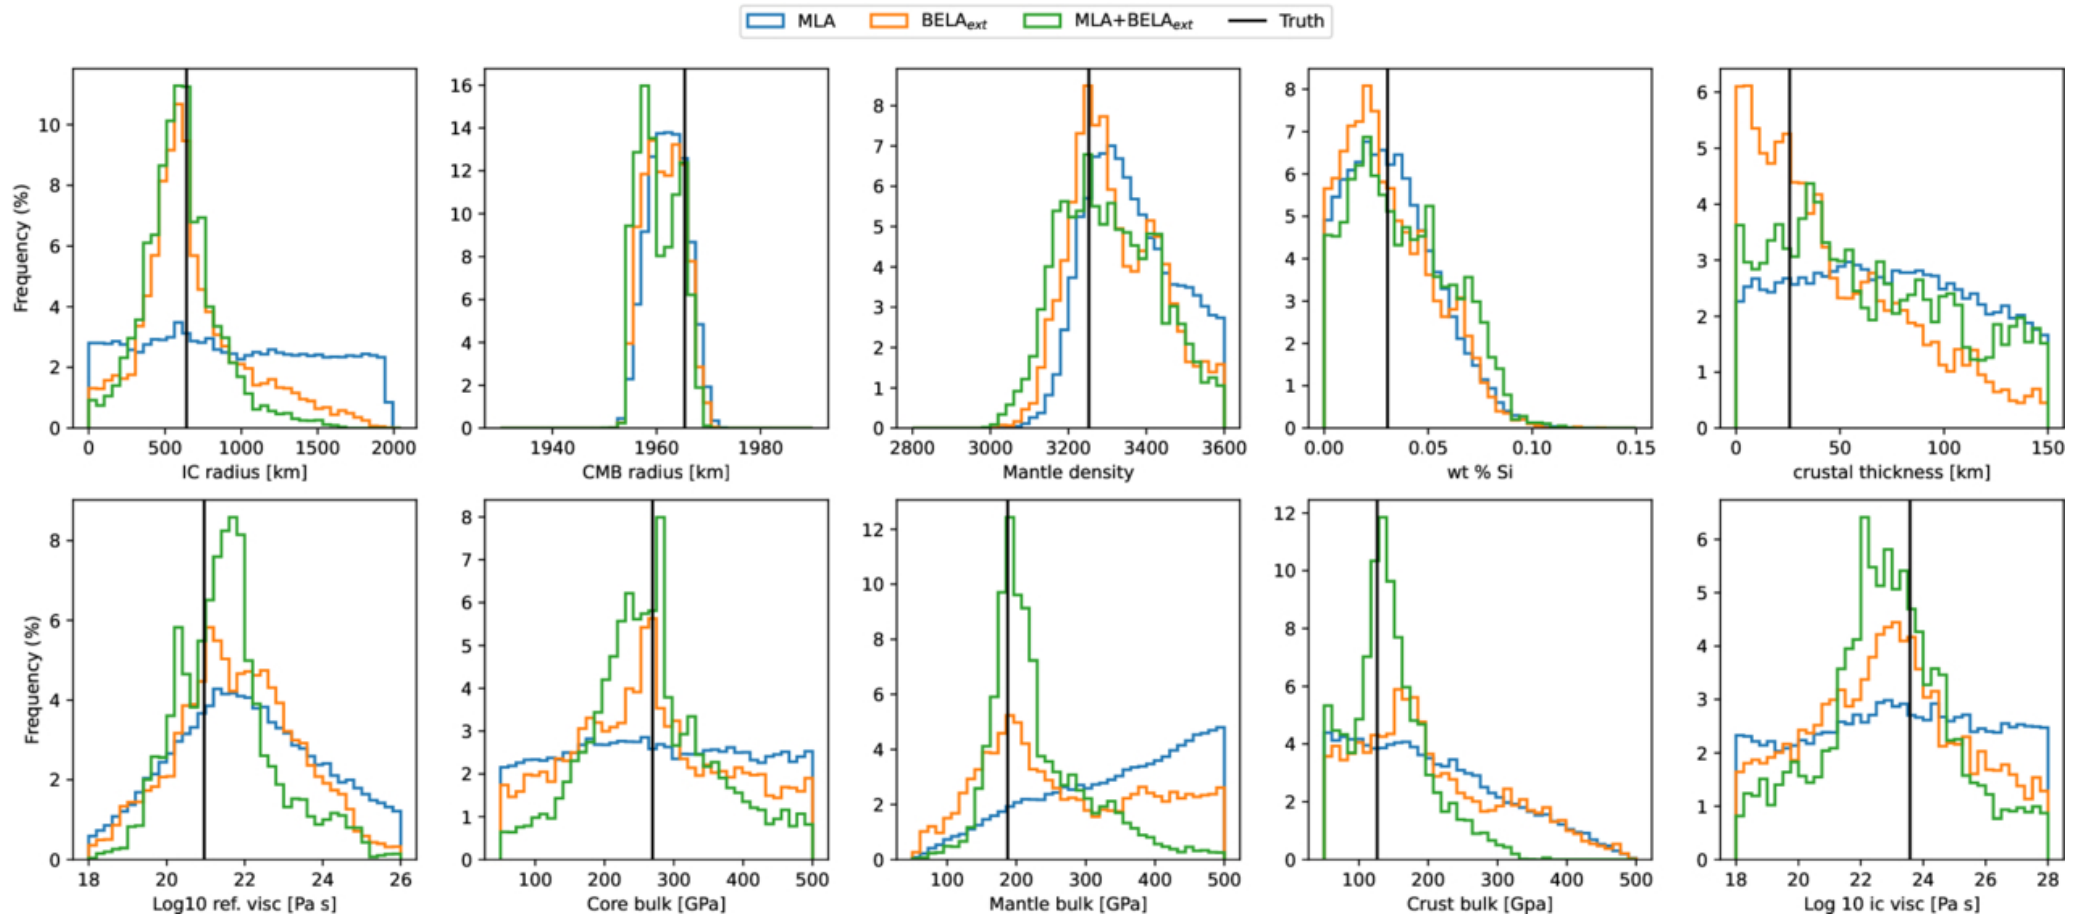 MLA BELAext MLA+BELAext Truth
Frequency (%)
0 2 4 6 8 10
0 500 1000 1500 2000
IC radius [km]
0 2 4 6 8 10 12 14 16
1940 1960 1980
CMB radius [km]
0 1 2 3 4 5 6 7 8
2800 3000 3200 3400 3600
Mantle density
0 1 2 3 4 5 6 7 8
0.00 0.05 0.10 0.15
wt % Si
0 1 2 3 4 5 6
0 50 100 150
crustal thickness [km]
Frequency (%)
0 2 4 6 8
18 20 22 24 26
Log10 ref. visc [Pa s]
0 1 2 3 4 5 6 7 8
100 200 300 400 500
Core bulk [GPa]
0 2 4 6 8 10 12
100 200 300 400 500
Mantle bulk [GPa]
0 2 4 6 8 10 12
100 200 300 400 500
Crust bulk [Gpa]
0 1 2 3 4 5 6
18 20 22 24 26 28
Log 10 ic visc [Pa s]